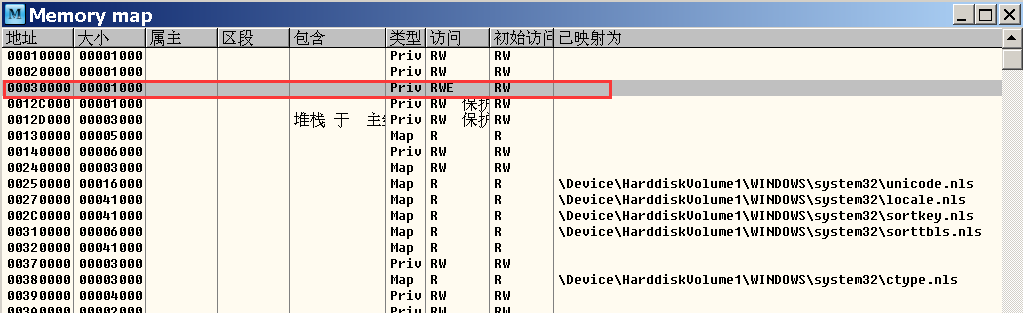 Memory map
地址 大小 属主 区段 包含 类型 访问 初始访问 已映射为
00010000 00001000 Priv RW RW
00020000 00001000 Priv RW RW
00030000 00001000 Priv RWE RW
0012C000 00001000 Priv RW 保护 RW
0012D000 00003000 堆栈 于 主 Priv RW 保护 RW
00130000 00005000 Map R R
00140000 00006000 Priv RW RW
00240000 00003000 Map RW RW
00250000 00016000 Map R R \Device\HarddiskVolume1\WINDOWS\system32\unicode.nls
00270000 00041000 Map R R \Device\HarddiskVolume1\WINDOWS\system32\locale.nls
002C0000 00041000 Map R R \Device\HarddiskVolume1\WINDOWS\system32\sortkey.nls
00310000 00006000 Map R R \Device\HarddiskVolume1\WINDOWS\system32\sorttbls.nls
00320000 00041000 Map R R
00370000 00003000 Priv RW RW
00380000 00003000 Map R R \Device\HarddiskVolume1\WINDOWS\system32\ctype.nls
00390000 00004000 Priv RW RW
003A0000 00002000 Priv RW RW